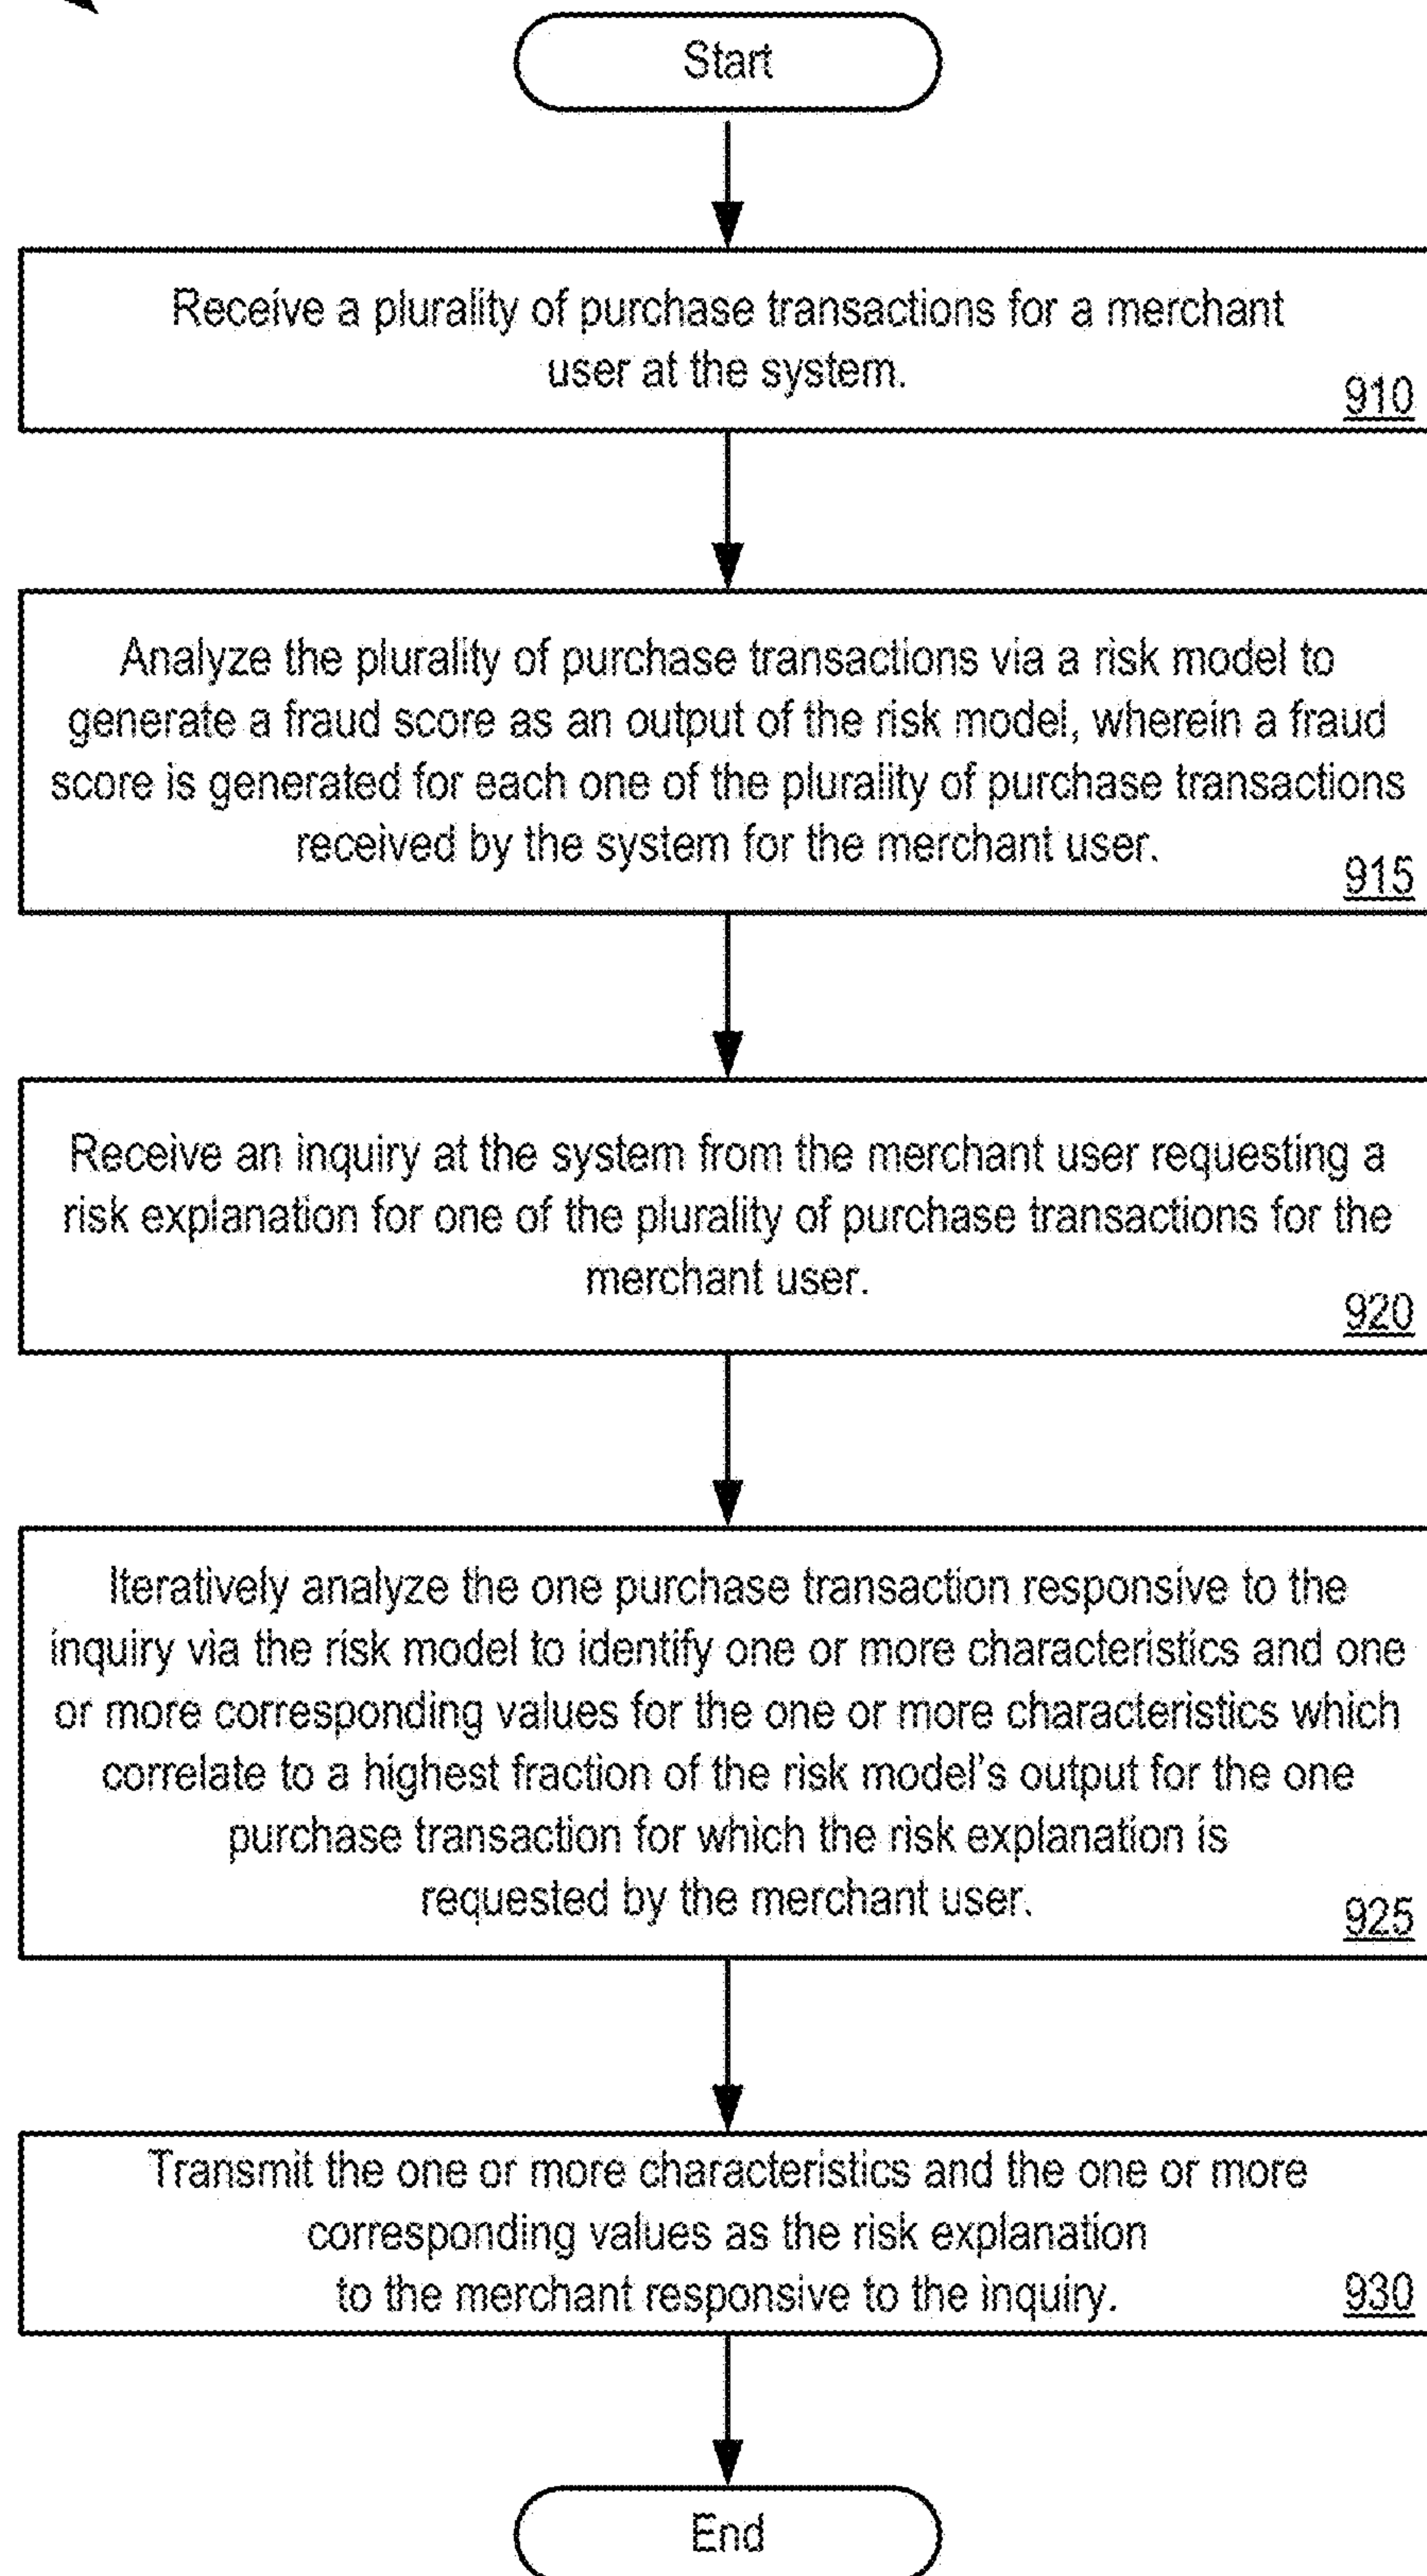 Start
Receive a plurality of purchase transactions for a merchant
user at the system.
910
Analyze the plurality of purchase transactions via a risk model to
generate a fraud score as an output of the risk model, wherein a fraud
score is generated for each one of the plurality of purchase transactions
received by the system for the merchant user.
915
Receive an inquiry at the system from the merchant user requesting a
risk explanation for one of the plurality of purchase transactions for the
merchant user.
920
Iteratively analyze the one purchase transaction responsive to the
inquiry via the risk model to identify one or more characteristics and one
or more corresponding values for the one or more characteristics which
correlate to a highest fraction of the risk model's output for the one
purchase transaction for which the risk explanation is
requested by the merchant user.
925
Transmit the one or more characteristics and the one or more
corresponding values as the risk explanation
to the merchant responsive to the inquiry.
930
End